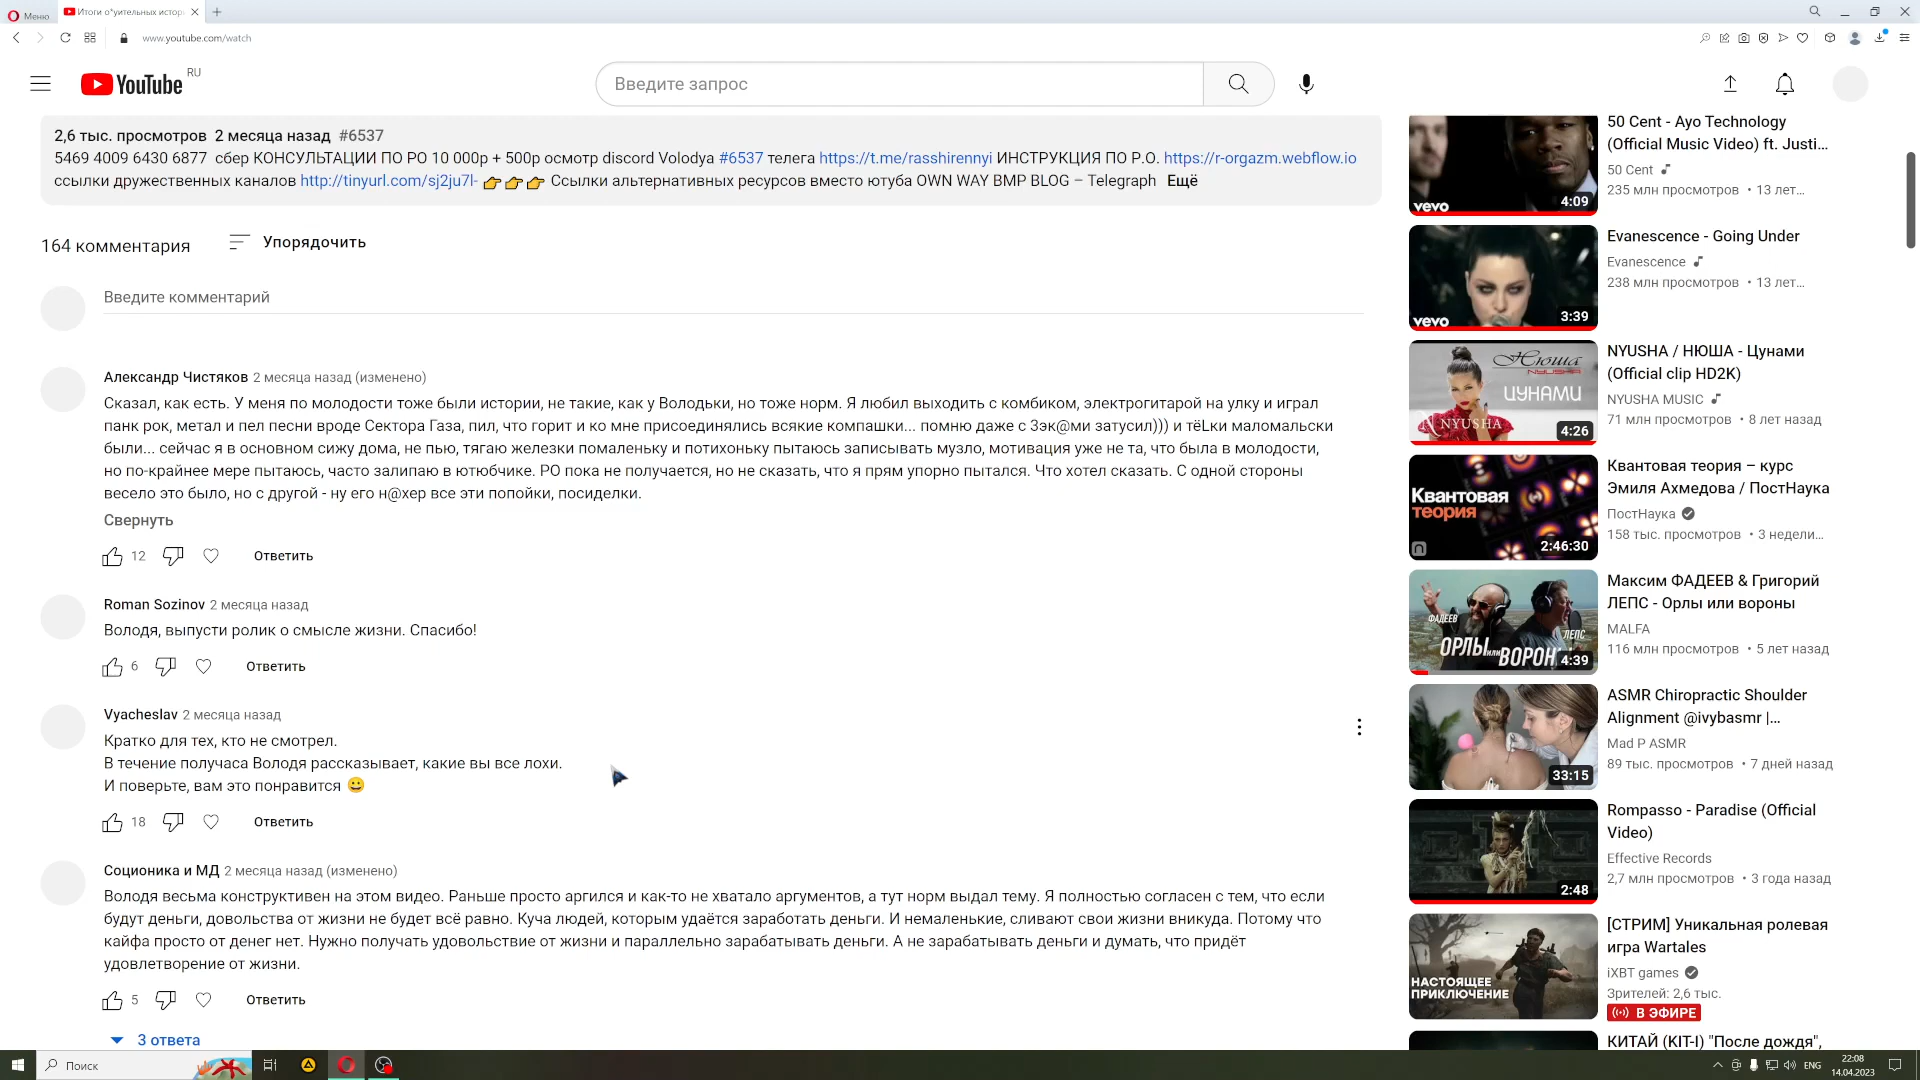 Меню
Итоги о*уительных истор
www.youtube.com/watch
YouTube RU
Введите запрос
2,6 тыс. просмотров 2 месяца назад #6537
5469 4009 6430 6877 сбер КОНСУЛЬТАЦИИ ПО РО 10 000р + 500р осмотр discord Volodya #6537 телега https://t.me/rasshirennyi ИНСТРУКЦИЯ ПО Р.О. https://r-orgazm.webflow.io
ссылки дружественных каналов http://tinyurl.com/sj2ju7l- 👉👉👉 Ссылки альтернативных ресурсов вместо ютуба OWN WAY BMP BLOG – Telegraph Ещё
164 комментария
Упорядочить
Введите комментарий
Александр Чистяков 2 месяца назад (изменено)
Сказал, как есть. У меня по молодости тоже были истории, не такие, как у Володьки, но тоже норм. Я любил выходить с комбиком, электрогитарой на улку и играл
панк рок, метал и пел песни вроде Сектора Газа, пил, что горит и ко мне присоединялись всякие компашки... помню даже с Зэк@ми затусил))) и тёLки маломальски
были... сейчас я в основном сижу дома, не пью, тягаю железки помаленьку и потихоньку пытаюсь записывать музло, мотивация уже не та, что была в молодости,
но по-крайнее мере пытаюсь, часто залипаю в ютюбчике. РО пока не получается, но не сказать, что я прям упорно пытался. Что хотел сказать. С одной стороны
весело это было, но с другой - ну его н@хер все эти попойки, посиделки.
Свернуть
12
Ответить
Roman Sozinov 2 месяца назад
Володя, выпусти ролик о смысле жизни. Спасибо!
6
Ответить
Vyacheslav 2 месяца назад
Кратко для тех, кто не смотрел.
В течение получаса Володя рассказывает, какие вы все лохи.
И поверьте, вам это понравится 😀
18
Ответить
Соционика и МД 2 месяца назад (изменено)
Володя весьма конструктивен на этом видео. Раньше просто аргился и как-то не хватало аргументов, а тут норм выдал тему. Я полностью согласен с тем, что если
будут деньги, довольства от жизни не будет всё равно. Куча людей, которым удаётся заработать деньги. И немаленькие, сливают свои жизни вникуда. Потому что
кайфа просто от денег нет. Нужно получать удовольствие от жизни и параллельно зарабатывать деньги. А не зарабатывать деньги и думать, что придёт
удовлетворение от жизни.
5
Ответить
3 ответа
vevo
4:09
50 Cent - Ayo Technology
(Official Music Video) ft. Justi...
50 Cent
235 млн просмотров • 13 лет...
vevo
3:39
Evanescence - Going Under
Evanescence
238 млн просмотров • 13 лет...
Нюша
NYUSHA
ЦУНАМИ
NYUSHA
4:26
NYUSHA / НЮША - Цунами
(Official clip HD2K)
NYUSHA MUSIC
71 млн просмотров • 8 лет назад
Квантовая
теория
2:46:30
Квантовая теория – курс
Эмиля Ахмедова / ПостНаука
ПостНаука
158 тыс. просмотров • 3 недели...
ФАДЕЕВ
ЛЕПС
ОРЛЫ или ВОРОН
4:39
Максим ФАДЕЕВ & Григорий
ЛЕПС - Орлы или вороны
MALFA
116 млн просмотров • 5 лет назад
33:15
ASMR Chiropractic Shoulder
Alignment @ivybasmr |...
Mad P ASMR
89 тыс. просмотров • 7 дней назад
2:48
Rompasso - Paradise (Official
Video)
Effective Records
2,7 млн просмотров • 3 года назад
НАСТОЯЩЕЕ
ПРИКЛЮЧЕНИЕ
[СТРИМ] Уникальная ролевая
игра Wartales
iXBT games
Зрителей: 2,6 тыс.
В ЭФИРЕ
КИТАЙ (KIT-I) "После дождя",
Поиск
ENG
22:08
14.04.2023